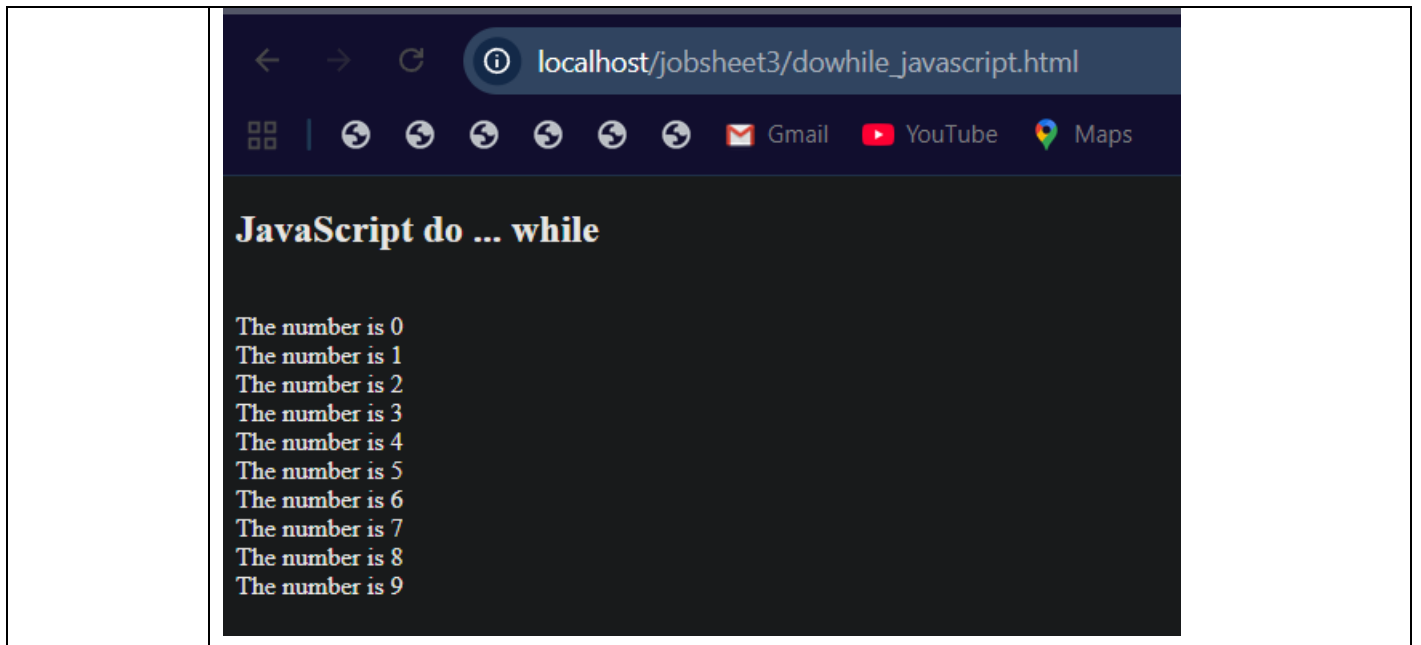 localhost/jobsheet3/dowhile_javascript.html
Gmail YouTube Maps
JavaScript do ... while
The number is 0
The number is 1
The number is 2
The number is 3
The number is 4
The number is 5
The number is 6
The number is 7
The number is 8
The number is 9